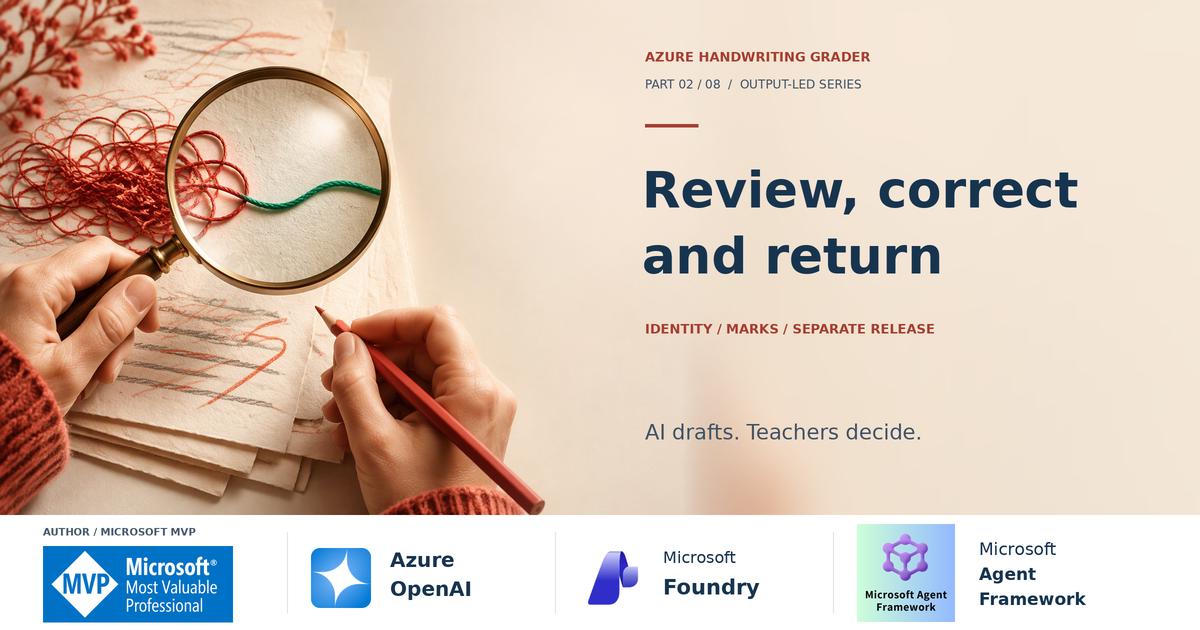 AZURE HANDWRITING GRADER
PART 02 / 08 / OUTPUT-LED SERIES
Review, correct
and return
IDENTITY / MARKS / SEPARATE RELEASE
AI drafts. Teachers decide.
AUTHOR / MICROSOFT MVP
MVP
Microsoft®
Most Valuable
Professional
Azure
OpenAI
Microsoft
Foundry
Microsoft Agent
Framework
Microsoft
Agent
Framework